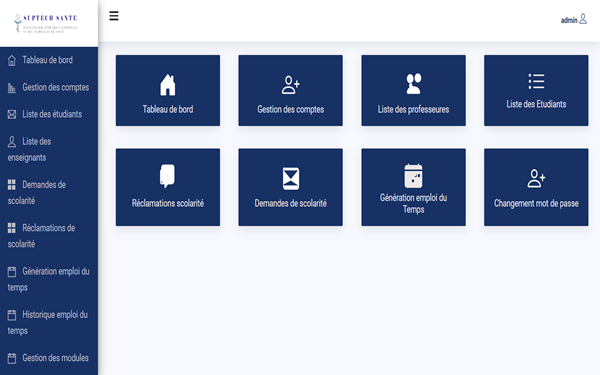 SUPTECH SANTÉ
admin
Tableau de bord
Gestion des comptes
Liste des étudiants
Liste des
enseignants
Demandes de
scolarité
Réclamations de
scolarité
Génération emploi du
temps
Historique emploi du
temps
Gestion des modules
Tableau de bord
Gestion des comptes
Liste des professeures
Liste des Etudiants
Réclamations scolarité
Demandes de scolarité
Génération emploi du
Temps
Changement mot de passe